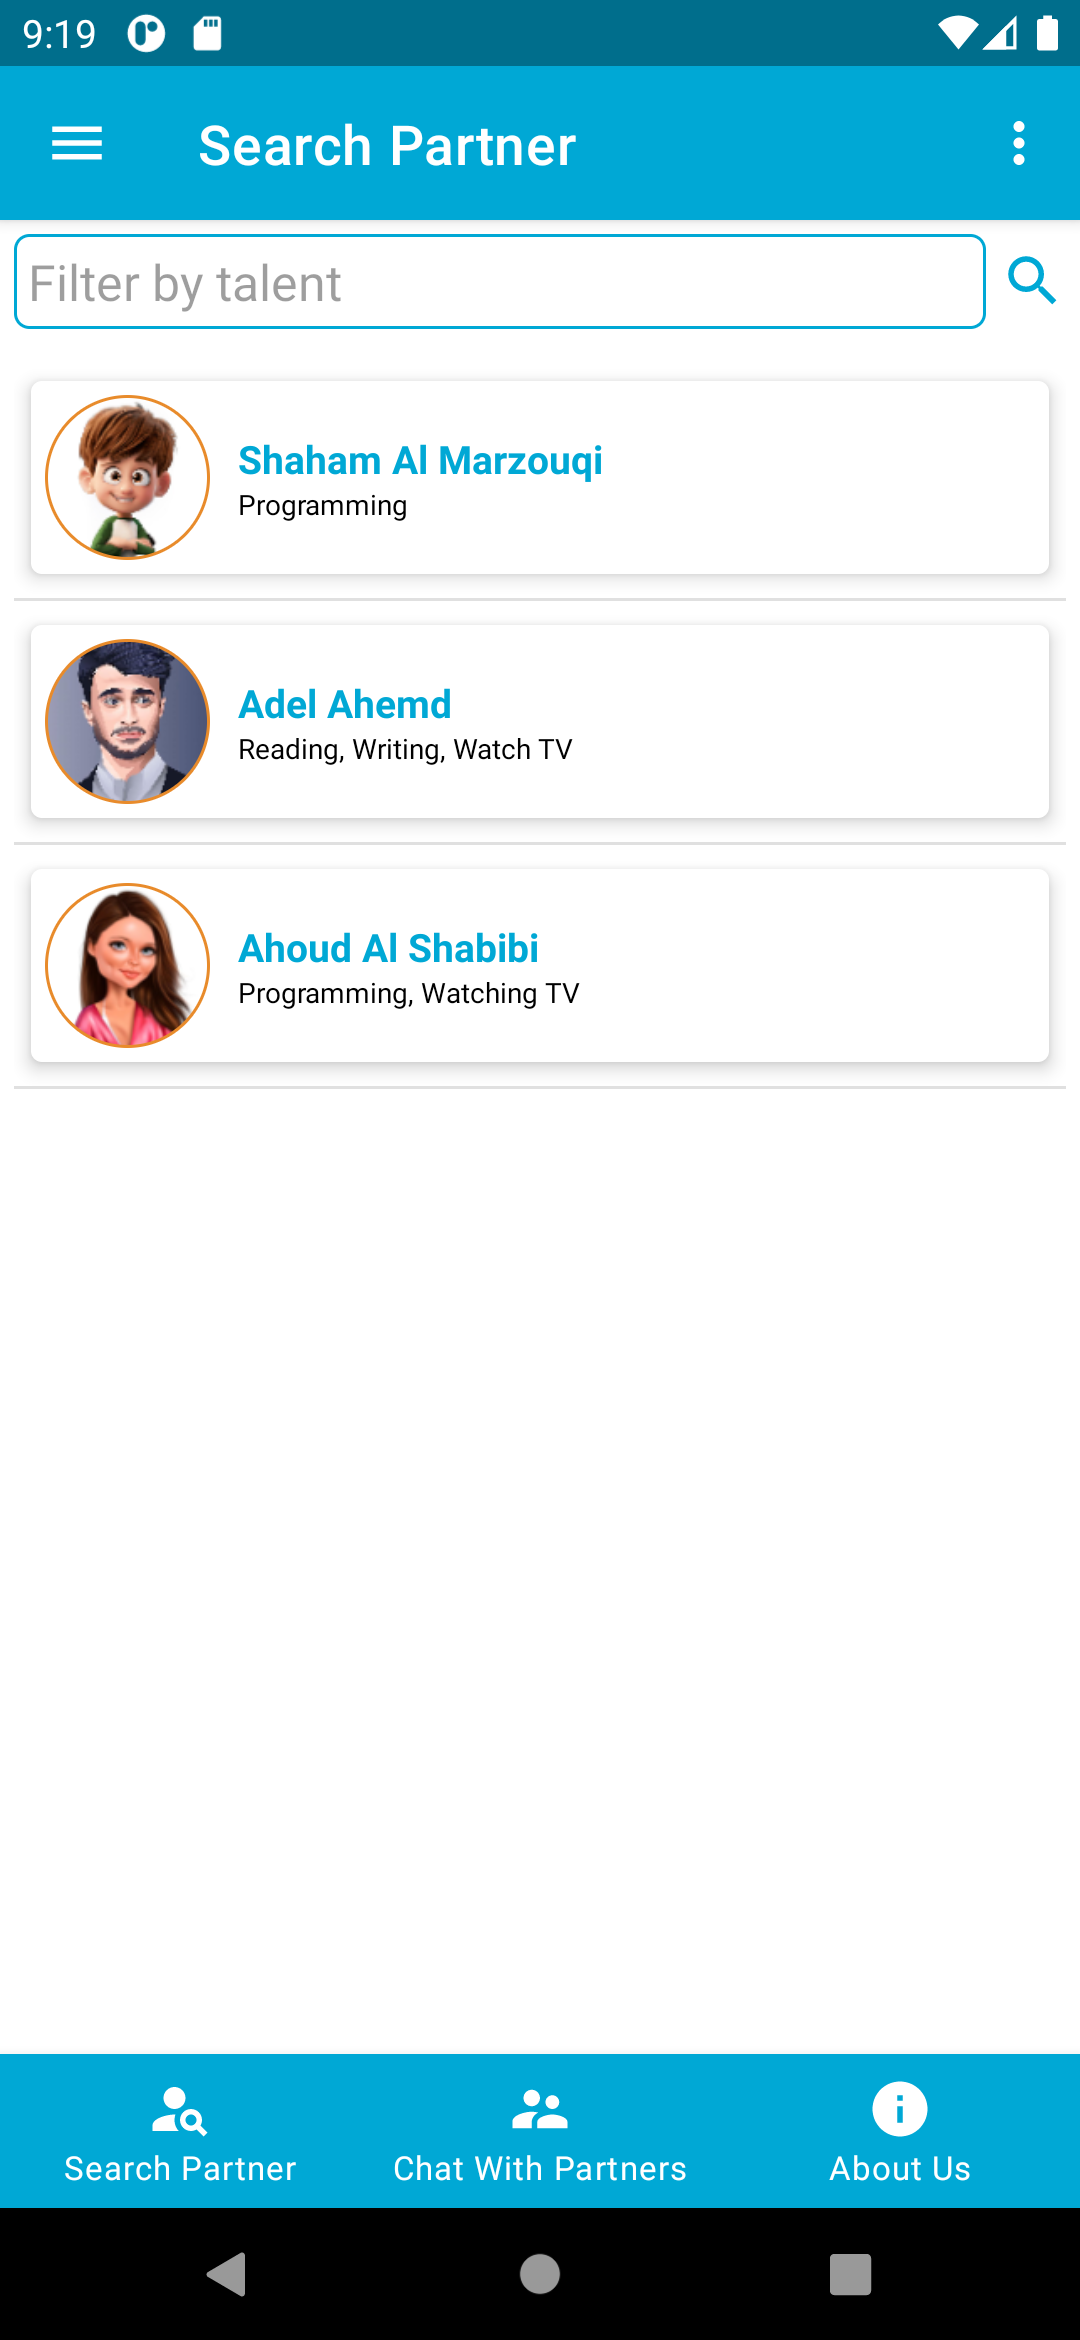 9:19
Search Partner
Filter by talent
Shaham Al Marzouqi
Programming
Adel Ahemd
Reading, Writing, Watch TV
Ahoud Al Shabibi
Programming, Watching TV
Search Partner
Chat With Partners
About Us